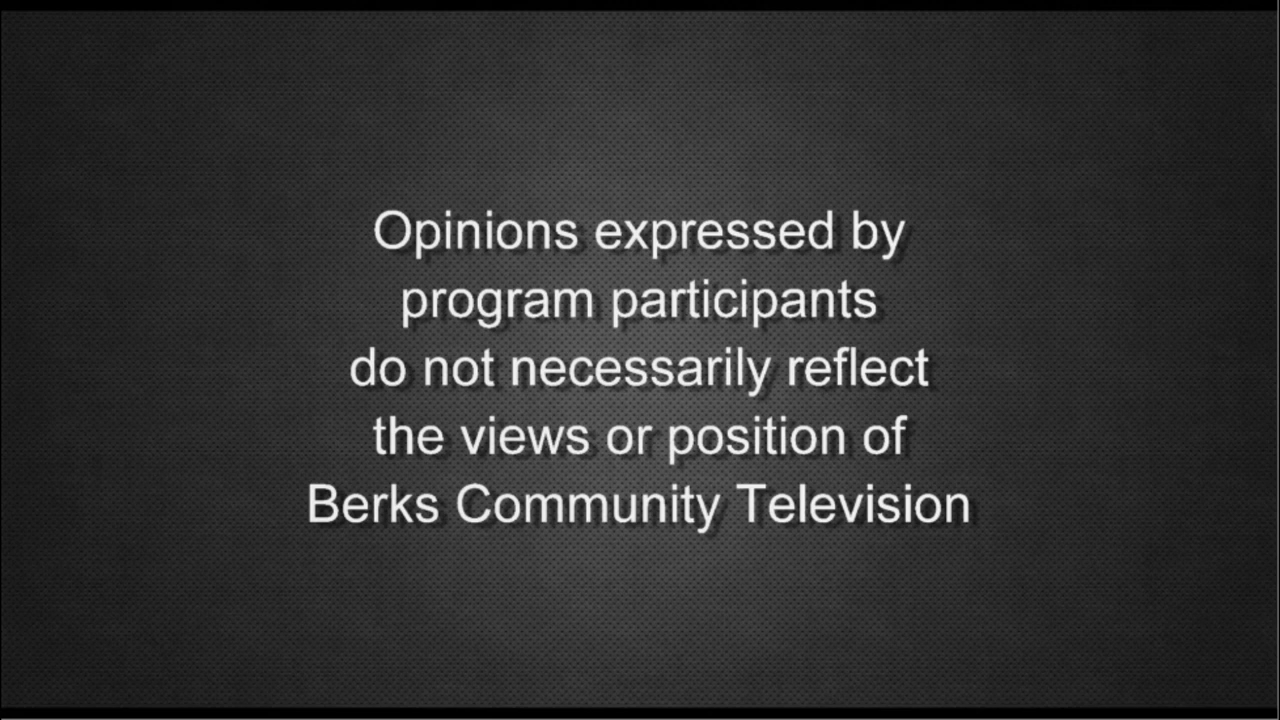 Opinions expressed by
program participants
do not necessarily reflect
the views or position of
Berks Community Television